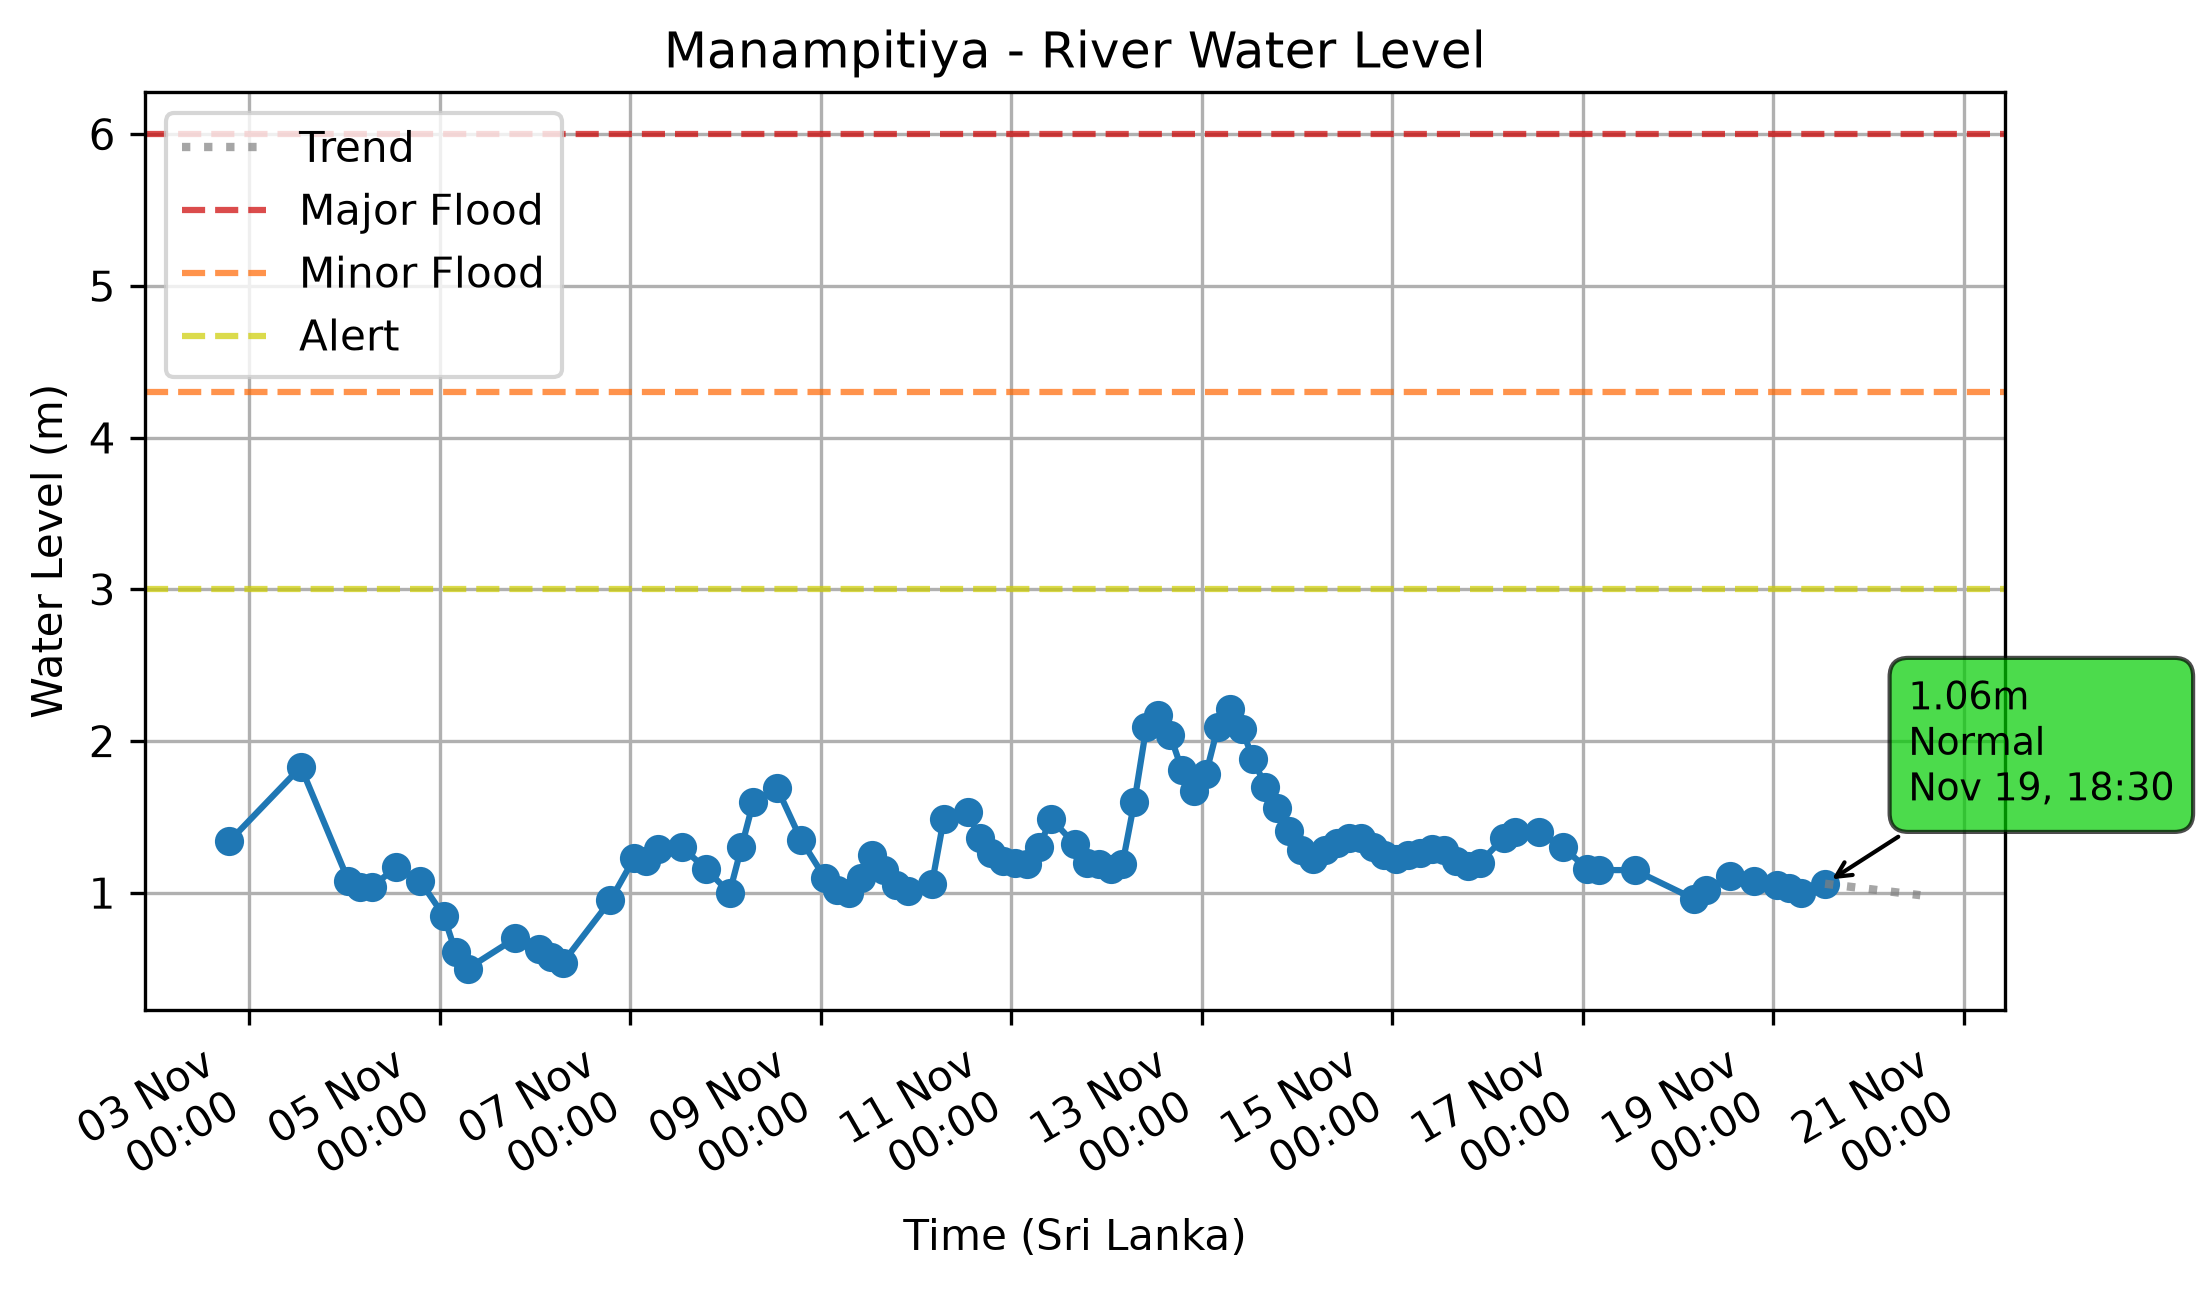 Manampitiya - River Water Level
Trend
Major Flood
Minor Flood
Alert
Water Level (m)
6
5
4
3
2
1
1.06m
Normal
Nov 19, 18:30
03 Nov
00:00
05 Nov
00:00
07 Nov
00:00
09 Nov
00:00
11 Nov
00:00
13 Nov
00:00
15 Nov
00:00
17 Nov
00:00
19 Nov
00:00
21 Nov
00:00
Time (Sri Lanka)